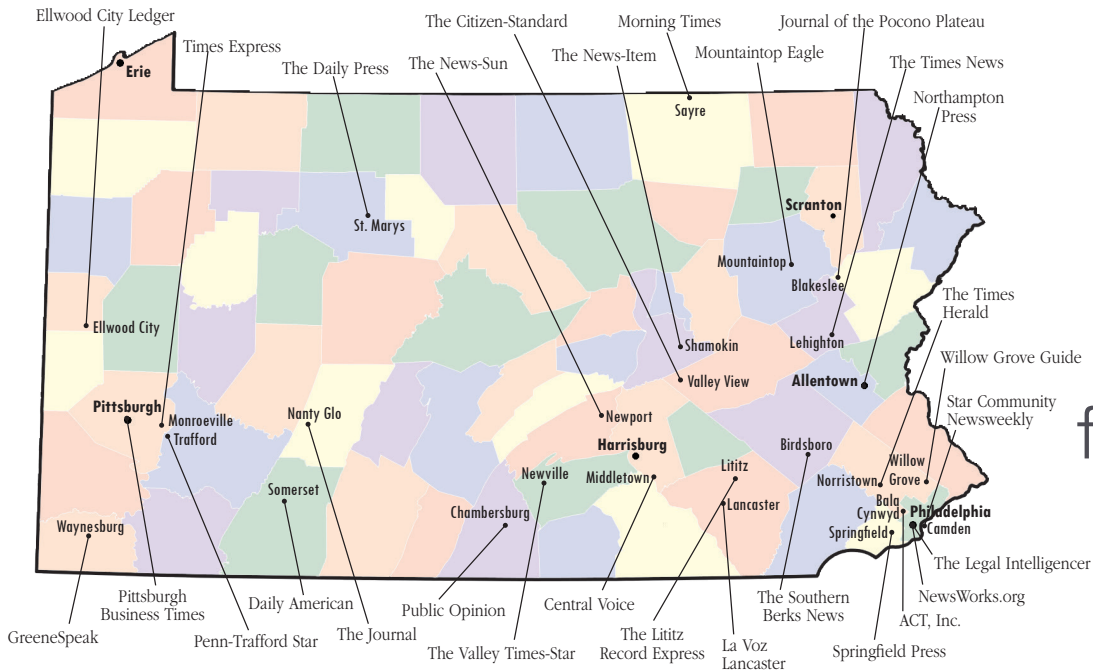 Ellwood City Ledger
Times Express
The Daily Press
The News-Sun
The Citizen-Standard
The News-Item
Morning Times
Mountaintop Eagle
Journal of the Pocono Plateau
The Times News
Northampton
Press
Erie
Sayre
Scranton
St. Marys
Mountaintop
Blakeslee
The Times
Herald
Ellwood City
Shamokin
Lehighton
Willow Grove Guide
Valley View
Allentown
Star Community
Newsweekly
Pittsburgh
Monroeville
Trafford
Nanty Glo
Newport
f
Harrisburg
Birdsboro
Willow
Grove
Somerset
Newville
Middletown
Lititz
Norristown
Lancaster
Bala
Cynwyd
Philadelphia
Waynesburg
Chambersburg
Springfield
Camden
The Legal Intelligencer
NewsWorks.org
ACT, Inc.
Springfield Press
GreeneSpeak
Pittsburgh
Business Times
Penn-Trafford Star
Daily American
The Journal
Public Opinion
The Valley Times-Star
Central Voice
The Lititz
Record Express
La Voz
Lancaster
The Southern
Berks News